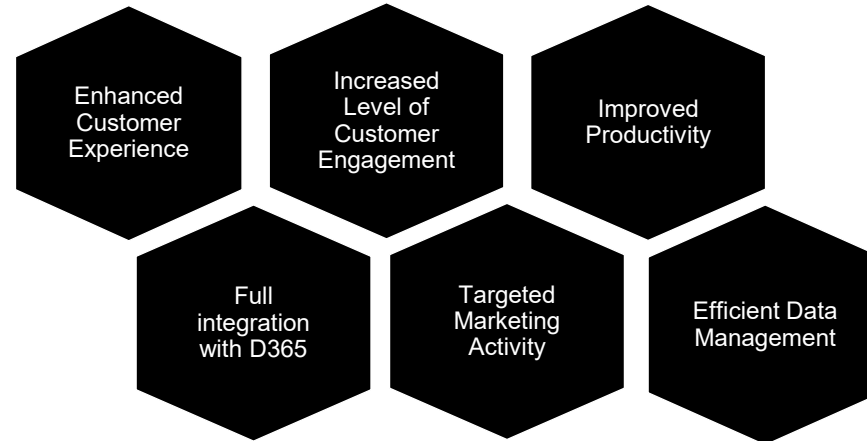 Enhanced
Customer
Experience
Increased
Level of
Customer
Engagement
Improved
Productivity
Full
integration
with D365
Targeted
Marketing
Activity
Efficient Data
Management